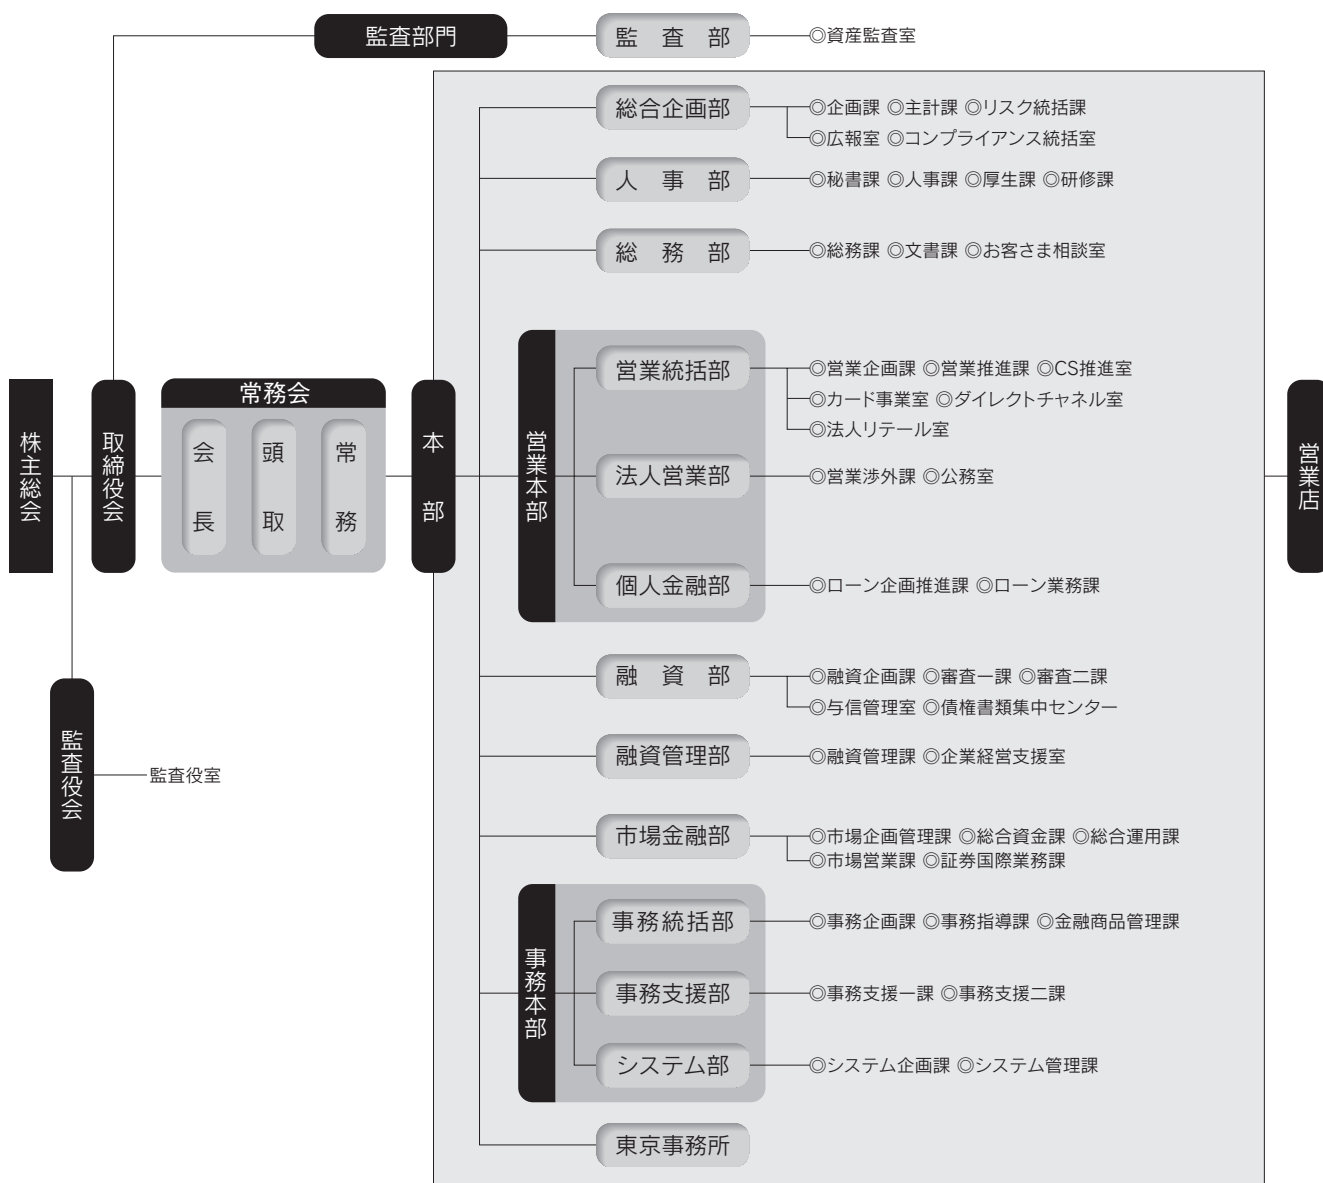 監査部門
監査部
◎資産監査室
総合企画部
◎企画課 ◎主計課 ◎リスク統括課
◎広報室 ◎コンプライアンス統括室
人事部
◎秘書課 ◎人事課 ◎厚生課 ◎研修課
総務部
◎総務課 ◎文書課 ◎お客さま相談室
株主総会
取締役会
常務会
会長
頭取
常務
本部
営業本部
営業統括部
◎営業企画課 ◎営業推進課 ◎CS推進室
◎カード事業室 ◎ダイレクトチャネル室
◎法人リテール室
法人営業部
◎営業渉外課 ◎公務室
個人金融部
◎ローン企画推進課 ◎ローン業務課
営業店
監査役会
監査役室
融資部
◎融資企画課 ◎審査一課 ◎審査二課
◎与信管理室 ◎債権書類集中センター
融資管理部
◎融資管理課 ◎企業経営支援室
市場金融部
◎市場企画管理課 ◎総合資金課 ◎総合運用課
◎市場営業課 ◎証券国際業務課
事務本部
事務統括部
◎事務企画課 ◎事務指導課 ◎金融商品管理課
事務支援部
◎事務支援一課 ◎事務支援二課
システム部
◎システム企画課 ◎システム管理課
東京事務所